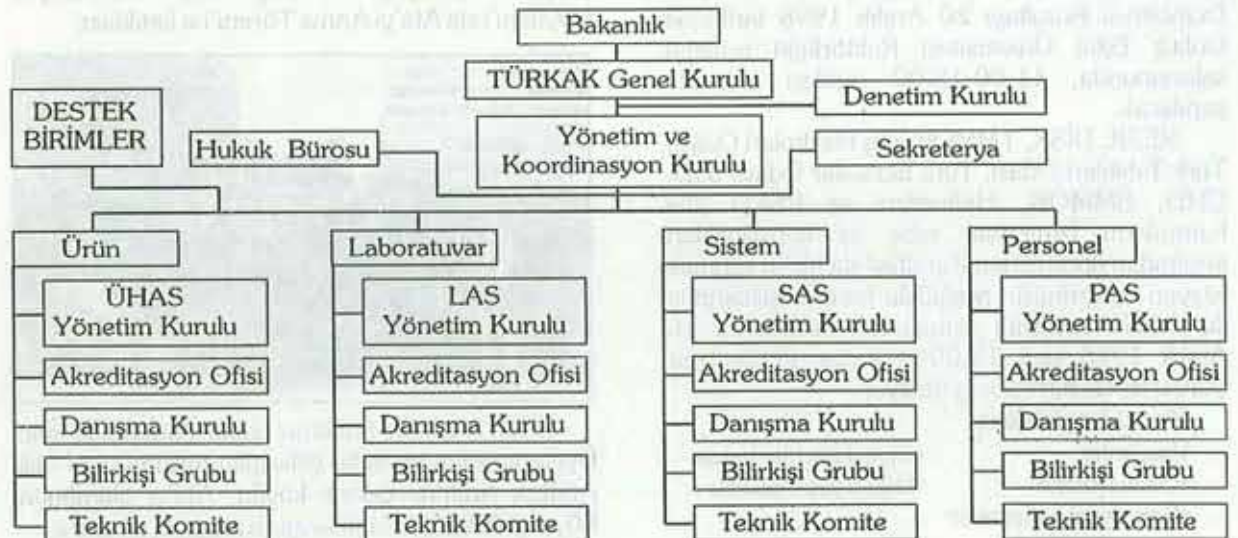 Bakanlık
TÜRKAK Genel Kurulu
Denetim Kurulu
DESTEK
BİRİMLER
Hukuk Bürosu
Yönetim ve
Koordinasyon Kurulu
Sekreterya
Ürün
Laboratuvar
Sistem
Personel
ÜHAS
Yönetim Kurulu
Akreditasyon Ofisi
Danışma Kurulu
Bilirkişi Grubu
Teknik Komite
LAS
Yönetim Kurulu
Akreditasyon Ofisi
Danışma Kurulu
Bilirkişi Grubu
Teknik Komite
SAS
Yönetim Kurulu
Akreditasyon Ofisi
Danışma Kurulu
Bilirkişi Grubu
Teknik Komite
PAS
Yönetim Kurulu
Akreditasyon Ofisi
Danışma Kurulu
Bilirkişi Grubu
Teknik Komite